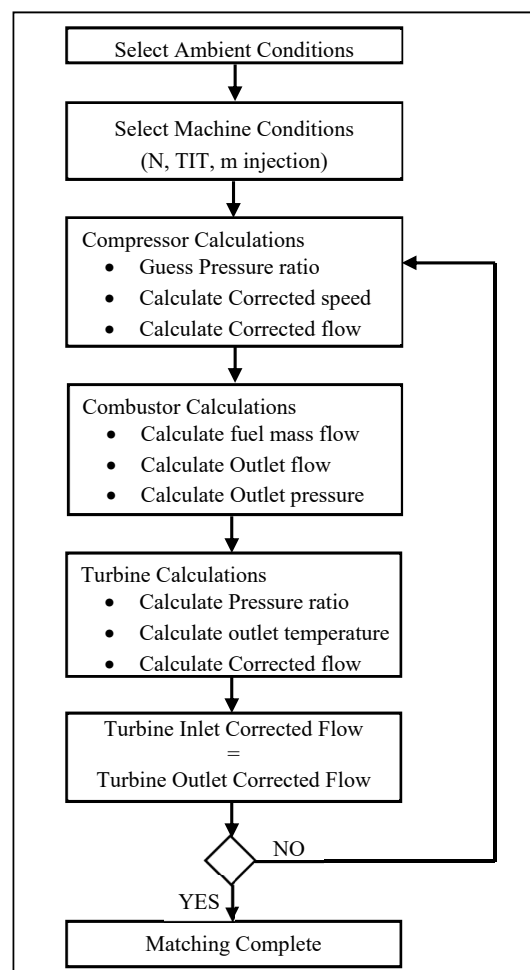 Select Ambient Conditions
Select Machine Conditions
(N, TIT, m injection)
Compressor Calculations
• Guess Pressure ratio
• Calculate Corrected speed
• Calculate Corrected flow
Combustor Calculations
• Calculate fuel mass flow
• Calculate Outlet flow
• Calculate Outlet pressure
Turbine Calculations
• Calculate Pressure ratio
• Calculate outlet temperature
• Calculate Corrected flow
Turbine Inlet Corrected Flow
=
Turbine Outlet Corrected Flow
NO
YES
Matching Complete